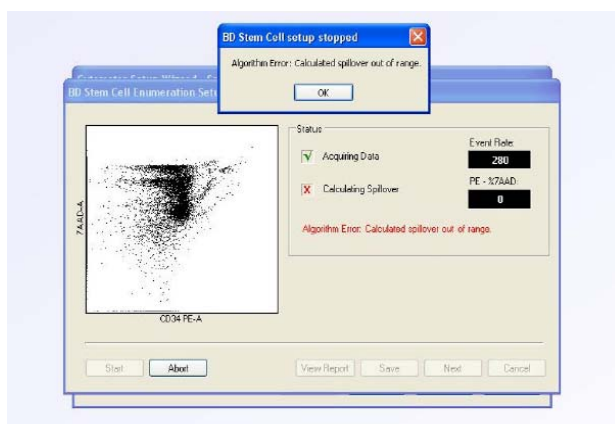 BD Stem Cell setup stopped
Algorithm Error: Calculated spillover out of range.
OK
BD Stem Cell Enumeration Set
Status
Acquiring Data
Event Rate:
280
Calculating Spillover
PE - %7AAD:
0
Algorithm Error: Calculated spillover out of range.
7AAD-A
CD34 PE-A
Start
Abort
View Report
Save
Next
Cancel